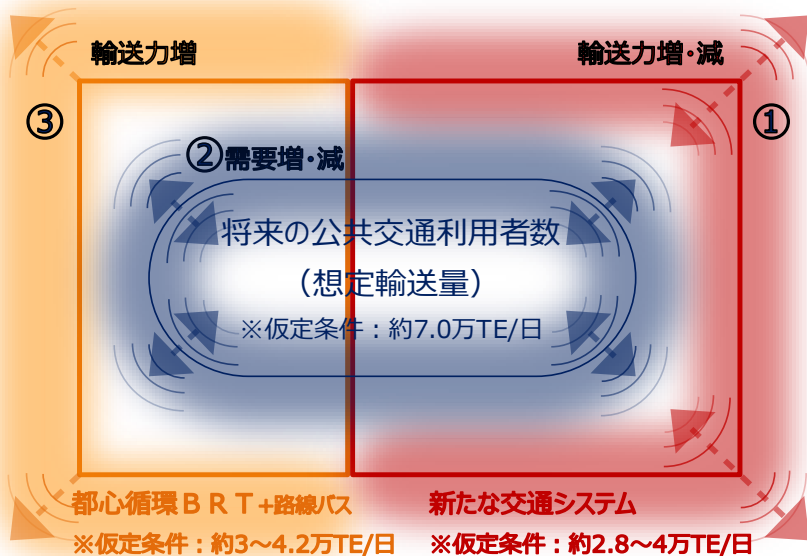 輸送力増
輸送力増・減
③
①
②需要増・減
将来の公共交通利用者数
（想定輸送量）
※仮定条件：約7.0万TE/日
都心循環ＢＲＴ+路線バス
新たな交通システム
※仮定条件：約3～4.2万TE/日
※仮定条件：約2.8～4万TE/日